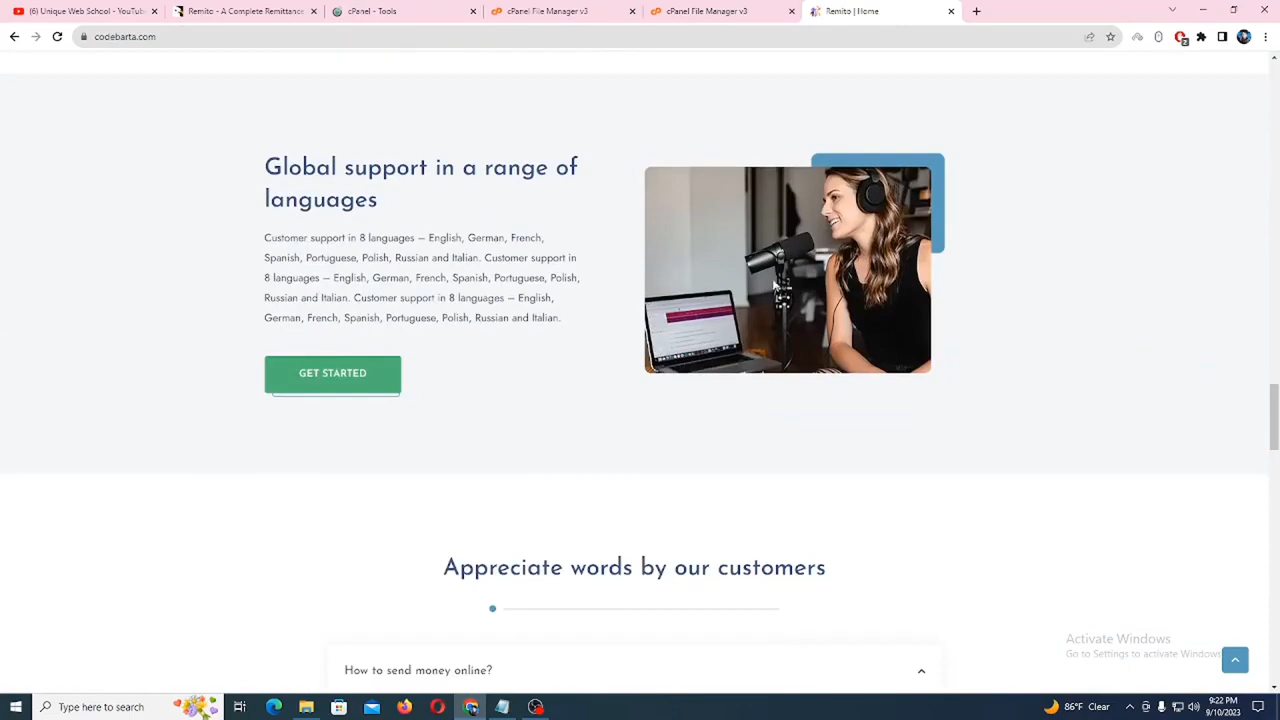 (6) Unique Web School - YouTube
Remito - A Complete Remittance
cPanel - Tools
cPanel File Manager v3
cPanel File Manager v3
Remito | Home
codebarta.com
Global support in a range of
languages
Customer support in 8 languages – English, German, French,
Spanish, Portuguese, Polish, Russian and Italian. Customer support in
8 languages – English, German, French, Spanish, Portuguese, Polish,
Russian and Italian. Customer support in 8 languages – English,
German, French, Spanish, Portuguese, Polish, Russian and Italian.
GET STARTED
Appreciate words by our customers
How to send money online?
Activate Windows
Go to Settings to activate Windows
Type here to search
86°F Clear
9:22 PM
9/10/2023